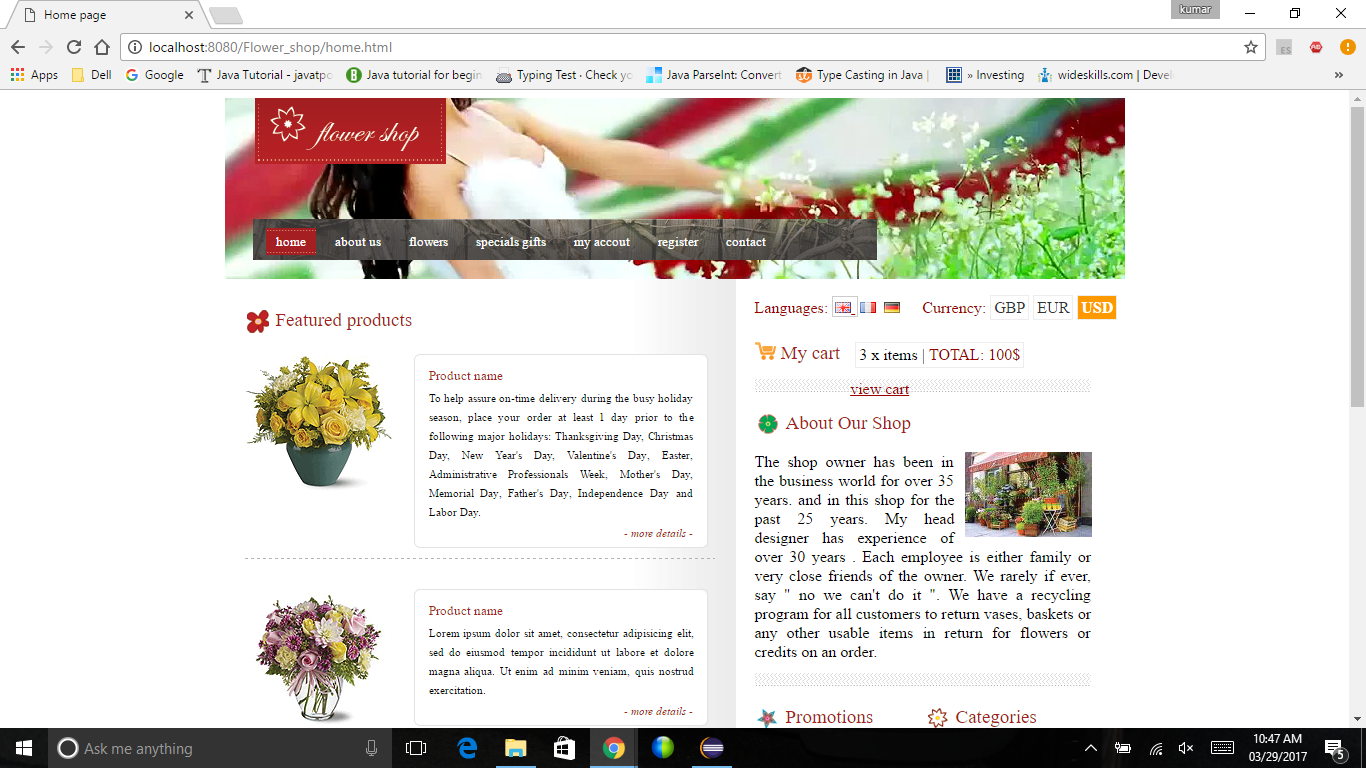 Home page
kumar
localhost:8080/Flower_shop/home.html
ES
Apps
Dell
Google
Java Tutorial - javatpo
Java tutorial for begin
Typing Test · Check yo
Java ParseInt: Convert
Type Casting in Java |
» Investing
wideskills.com | Devel
»
flower shop
home
about us
flowers
specials gifts
my accout
register
contact
Featured products
Product name
To help assure on-time delivery during the busy holiday
season, place your order at least 1 day prior to the
following major holidays: Thanksgiving Day, Christmas
Day, New Year's Day, Valentine's Day, Easter,
Administrative Professionals Week, Mother's Day,
Memorial Day, Father's Day, Independence Day and
Labor Day.
- more details -
Product name
Lorem ipsum dolor sit amet, consectetur adipisicing elit,
sed do eiusmod tempor incididunt ut labore et dolore
magna aliqua. Ut enim ad minim veniam, quis nostrud
exercitation.
- more details -
Languages:
Currency: GBP EUR USD
My cart
3 x items | TOTAL: 100$
view cart
About Our Shop
The shop owner has been in
the business world for over 35
years. and in this shop for the
past 25 years. My head
designer has experience of
over 30 years . Each employee is either family or
very close friends of the owner. We rarely if ever,
say " no we can't do it ". We have a recycling
program for all customers to return vases, baskets or
any other usable items in return for flowers or
credits on an order.
Promotions
Categories
Ask me anything
10:47 AM
03/29/2017
5